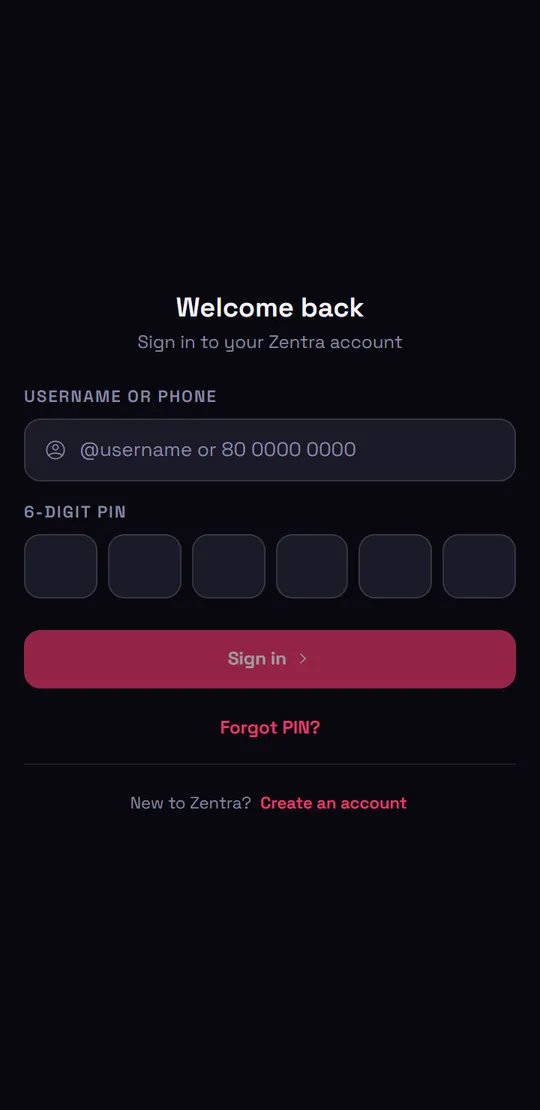 Welcome back
Sign in to your Zentra account
USERNAME OR PHONE
@username or 80 0000 0000
6-DIGIT PIN
Sign in
Forgot PIN?
New to Zentra? Create an account